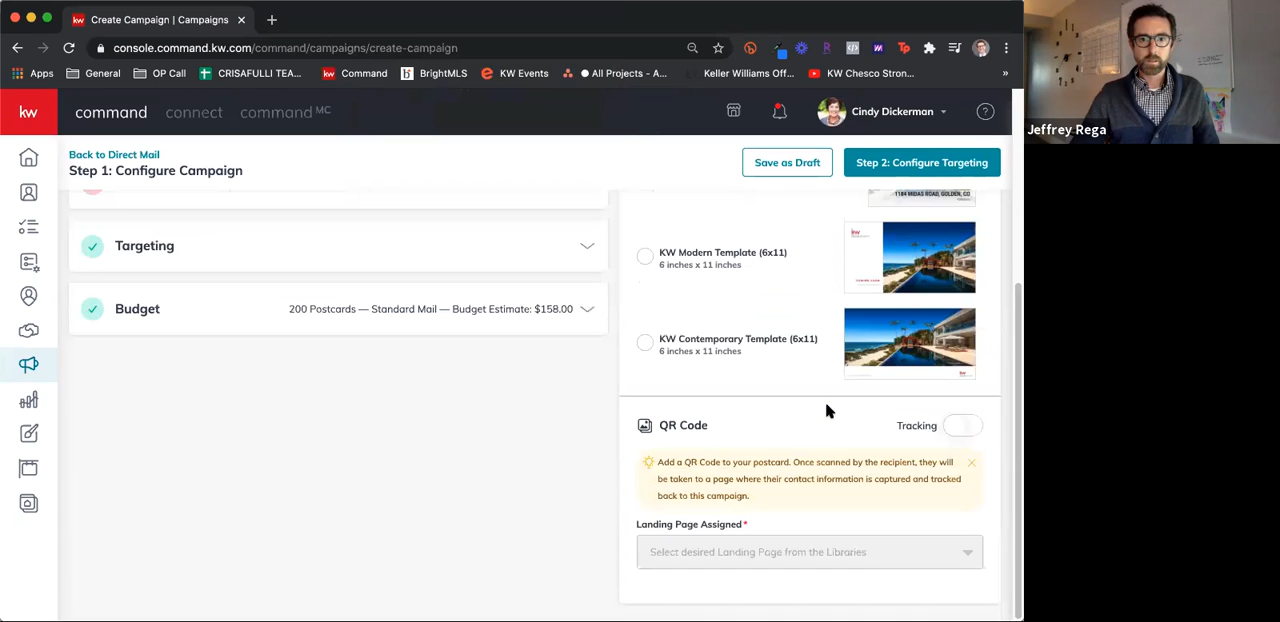 Create Campaign | Campaigns
console.command.kw.com/command/campaigns/create-campaign
Apps General OP Call CRISAFULLI TEA... kw Command BrightMLS KW Events All Projects - A... Keller Williams Off... KW Chesco Stron... »
kw command connect command MC Cindy Dickerman
Back to Direct Mail
Step 1: Configure Campaign
Save as Draft
Step 2: Configure Targeting
1184 MIDAS ROAD, GOLDEN, CO
Targeting
KW Modern Template (6x11)
6 inches x 11 inches
Budget 200 Postcards — Standard Mail — Budget Estimate: $158.00
KW Contemporary Template (6x11)
6 inches x 11 inches
QR Code Tracking
Add a QR Code to your postcard. Once scanned by the recipient, they will
be taken to a page where their contact information is captured and tracked
back to this campaign.
Landing Page Assigned*
Select desired Landing Page from the Libraries
Jeffrey Rega